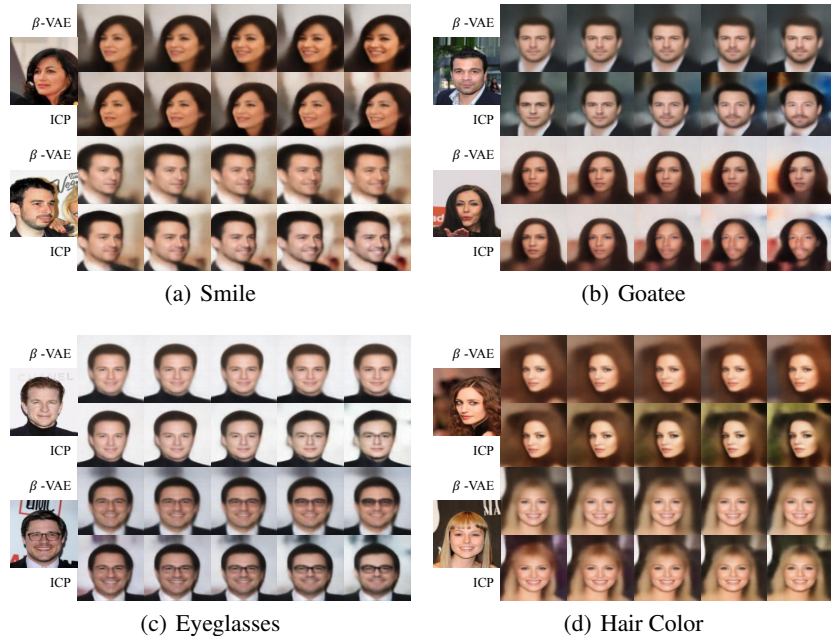 β -VAE
ICP
β -VAE
ICP
(a) Smile
β -VAE
ICP
β -VAE
ICP
(b) Goatee
β -VAE
ICP
β -VAE
ICP
(c) Eyeglasses
β -VAE
ICP
β -VAE
ICP
(d) Hair Color